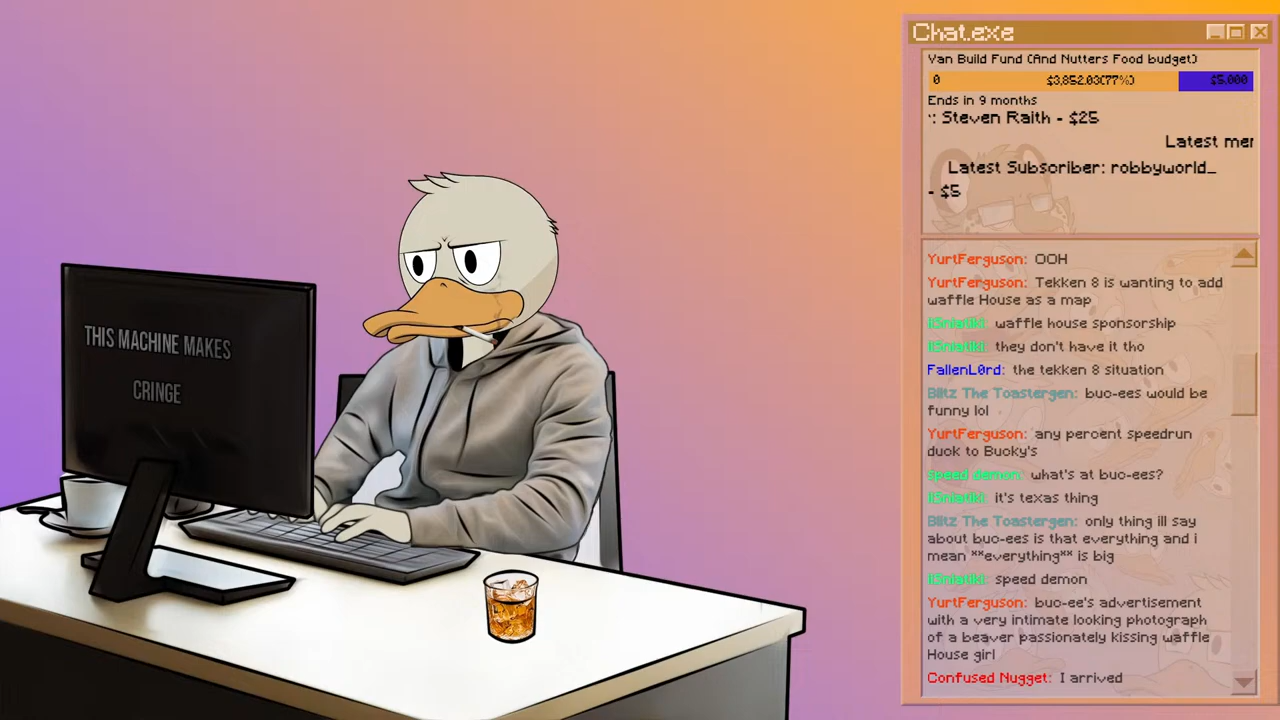 Chat.exe
Van Build Fund (And Nutters Food budget)
0 $3,852.03(77%) $5,000
Ends in 9 months
: Steven Raith - $25
Latest mer
Latest Subscriber: robbyworld_
- $5
YurtFerguson: OOH
YurtFerguson: Tekken 8 is wanting to add
waffle House as a map
waffle house sponsorship
they don't have it tho
FallenL0rd: the tekken 8 situation
Blitz The Toastergen: buc-ees would be
funny lol
YurtFerguson: any percent speedrun
duck to Bucky's
speed demon: what's at buc-ees?
it's texas thing
Blitz The Toastergen: only thing ill say
about buc-ees is that everything and i
mean **everything** is big
speed demon
YurtFerguson: buc-ee's advertisement
with a very intimate looking photograph
of a beaver passionately kissing waffle
House girl
Confused Nugget: I arrived
THIS MACHINE MAKES
CRINGE